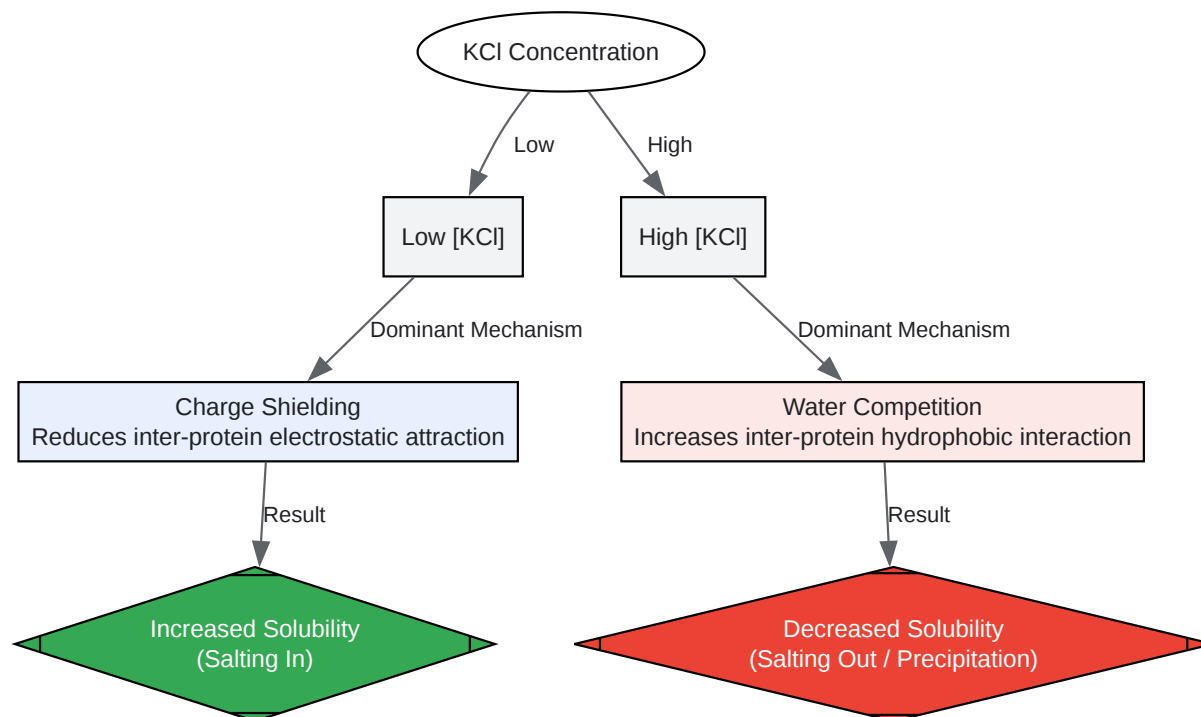 KCl Concentration
Low
High
Low [KCl]
High [KCl]
Dominant Mechanism
Dominant Mechanism
Charge Shielding
Reduces inter-protein electrostatic attraction
Water Competition
Increases inter-protein hydrophobic interaction
Result
Result
Increased Solubility
(Salting In)
Decreased Solubility
(Salting Out / Precipitation)